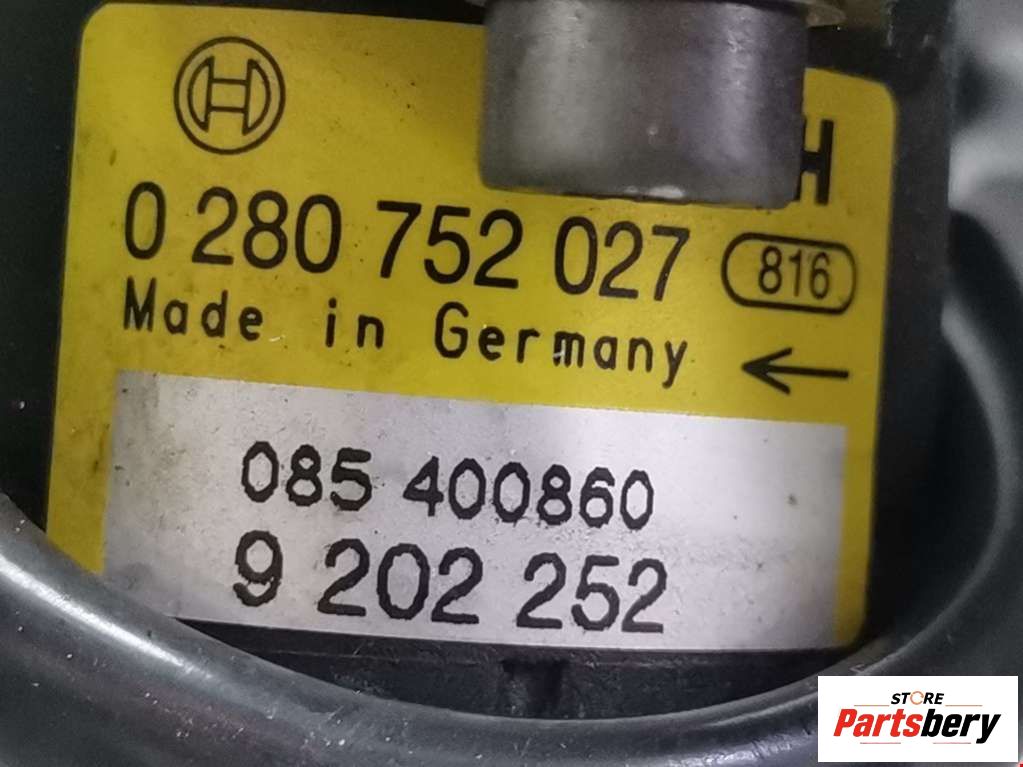 H
0 280 752 027 816
Made in Germany
085 400860
9 202 252
STORE
Partsbery